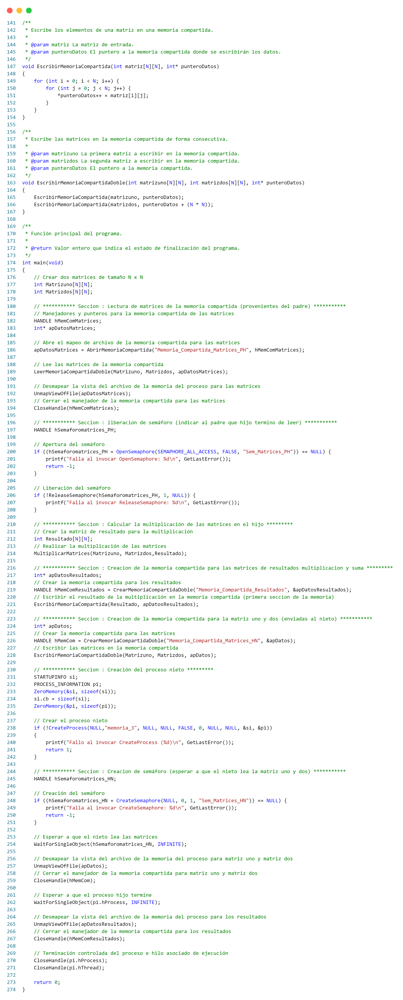 141 /**
142  * Escribe los elementos de una matriz en una memoria compartida.
143  *
144  * @param matriz La matriz de entrada.
145  * @param punteroDatos El puntero a la memoria compartida donde se escribirán los datos.
146  */
147 void EscribirMemoriaCompartida(int matriz[N][N], int* punteroDatos)
148 {
149     for (int i = 0; i < N; i++) {
150         for (int j = 0; j < N; j++) {
151             *punteroDatos++ = matriz[i][j];
152         }
153     }
154 }
155
156 /**
157  * Escribe las matrices en la memoria compartida de forma consecutiva.
158  *
159  * @param matrizuno La primera matriz a escribir en la memoria compartida.
160  * @param matrizdos La segunda matriz a escribir en la memoria compartida.
161  * @param punteroDatos El puntero a la memoria compartida.
162  */
163 void EscribirMemoriaCompartidaDoble(int matrizuno[N][N], int matrizdos[N][N], int* punteroDatos)
164 {
165     EscribirMemoriaCompartida(matrizuno, punteroDatos);
166     EscribirMemoriaCompartida(matrizdos, punteroDatos + (N * N));
167 }
168
169 /**
170  * Función principal del programa.
171  *
172  * @return Valor entero que indica el estado de finalización del programa.
173  */
174 int main(void)
175 {
176     // Crear dos matrices de tamaño N x N
177     int Matrizuno[N][N];
178     int Matrizdos[N][N];
179
180     // *********** Seccion : Lectura de matrices de la memoria compartida (provenientes del padre) ***********
181     // Manejadores y punteros para la memoria compartida de las matrices
182     HANDLE hMemComMatrices;
183     int* apDatosMatrices;
184
185     // Abre el mapeo de archivo de la memoria compartida para las matrices
186     apDatosMatrices = AbrirMemoriaCompartida("Memoria_Compartida_Matrices_PH", hMemComMatrices);
187
188     // Lee las matrices de la memoria compartida
189     LeerMemoriaCompartidaDoble(Matrizuno, Matrizdos, apDatosMatrices);
190
191     // Desmapear la vista del archivo de la memoria del proceso para las matrices
192     UnmapViewOfFile(apDatosMatrices);
193     // Cerrar el manejador de la memoria compartida para las matrices
194     CloseHandle(hMemComMatrices);
195
196     // *********** Seccion : liberacion de semáforo (indicar al padre que hijo termino de leer) ***********
197     HANDLE hSemaforomatrices_PH;
198
199     // Apertura del semáforo
200     if ((hSemaforomatrices_PH = OpenSemaphore(SEMAPHORE_ALL_ACCESS, FALSE, "Sem_Matrices_PH")) == NULL) {
201         printf("Falla al invocar OpenSemaphore: %d\n", GetLastError());
202         return -1;
203     }
204
205     // Liberación del semáforo
206     if (!ReleaseSemaphore(hSemaforomatrices_PH, 1, NULL)) {
207         printf("Falla al invocar ReleaseSemaphore: %d\n", GetLastError());
208     }
209
210     // *********** Seccion : Calcular la multiplicación de las matrices en el hijo *********
211     // Crear la matriz de resultado para la multiplicación
212     int Resultado[N][N];
213     // Realizar la multiplicación de las matrices
214     MultiplicarMatrices(Matrizuno, Matrizdos,Resultado);
215
216     // *********** Seccion : Creacion de la memoria compartida para las matrices de resultados multiplicacion y suma *********
217     int* apDatosResultados;
218     // Crear la memoria compartida para los resultados
219     HANDLE hMemComResultados = CrearMemoriaCompartidaDoble("Memoria_Compartida_Resultados", &apDatosResultados);
220     // Escribir el resultado de la multiplicación en la memoria compartida (primera seccion de la memoria)
221     EscribirMemoriaCompartida(Resultado, apDatosResultados);
222
223     // *********** Seccion : Creacion de la memoria compartida para la matriz uno y dos (enviadas al nieto) ***********
224     int* apDatos;
225     // Crear la memoria compartida para las matrices
226     HANDLE hMemCom = CrearMemoriaCompartidaDoble("Memoria_Compartida_Matrices_HN", &apDatos);
227     // Escribir las matrices en la memoria compartida
228     EscribirMemoriaCompartidaDoble(Matrizuno, Matrizdos, apDatos);
229
230     // *********** Seccion : Creación del proceso nieto *********
231     STARTUPINFO si;
232     PROCESS_INFORMATION pi;
233     ZeroMemory(&si, sizeof(si));
234     si.cb = sizeof(si);
235     ZeroMemory(&pi, sizeof(pi));
236
237     // Crear el proceso nieto
238     if (!CreateProcess(NULL,"memoria_3", NULL, NULL, FALSE, 0, NULL, NULL, &si, &pi))
239     {
240         printf("Fallo al invocar CreateProcess (%d)\n", GetLastError());
241         return 1;
242     }
243
244     // *********** Seccion : Creacion de semáforo (esperar a que el nieto lea la matriz uno y dos) ***********
245     HANDLE hSemaforomatrices_HN;
246
247     // Creación del semáforo
248     if ((hSemaforomatrices_HN = CreateSemaphore(NULL, 0, 1, "Sem_Matrices_HN")) == NULL) {
249         printf("Falla al invocar CreateSemaphore: %d\n", GetLastError());
250         return -1;
251     }
252
253     // Esperar a que el nieto lea las matrices
254     WaitForSingleObject(hSemaforomatrices_HN, INFINITE);
255
256     // Desmapear la vista del archivo de la memoria del proceso para matriz uno y matriz dos
257     UnmapViewOfFile(apDatos);
258     // Cerrar el manejador de la memoria compartida para matriz uno y matriz dos
259     CloseHandle(hMemCom);
260
261     // Esperar a que el proceso hijo termine
262     WaitForSingleObject(pi.hProcess, INFINITE);
263
264     // Desmapear la vista del archivo de la memoria del proceso para los resultados
265     UnmapViewOfFile(apDatosResultados);
266     // Cerrar el manejador de la memoria compartida para los resultados
267     CloseHandle(hMemComResultados);
268
269     // Terminación controlada del proceso e hilo asociado de ejecución
270     CloseHandle(pi.hProcess);
271     CloseHandle(pi.hThread);
272
273     return 0;
274 }